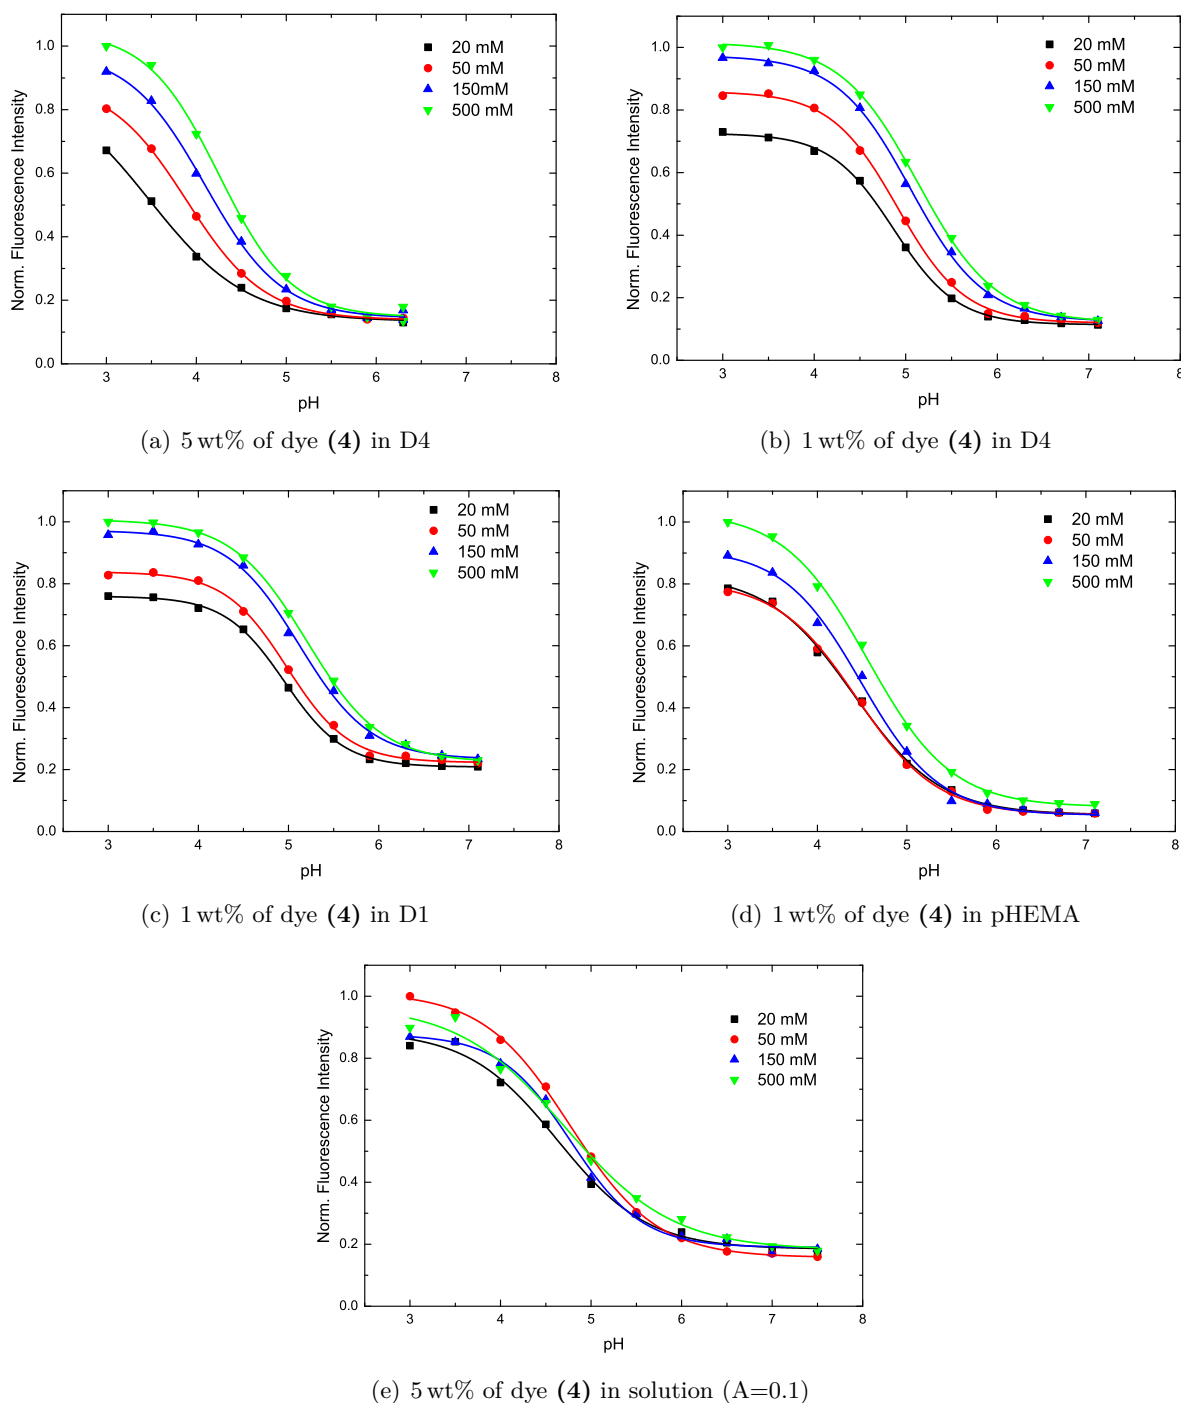 Norm. Fluorescence Intensity
1.0
0.8
0.6
0.4
0.2
0.0
20 mM
50 mM
150mM
500 mM
3 4 5 6 7 8
pH
(a) 5 wt% of dye (4) in D4
Norm. Fluorescence Intensity
1.0
0.8
0.6
0.4
0.2
0.0
20 mM
50 mM
150 mM
500 mM
3 4 5 6 7 8
pH
(b) 1 wt% of dye (4) in D4
Norm. Fluorescence Intensity
1.0
0.8
0.6
0.4
0.2
0.0
20 mM
50 mM
150 mM
500 mM
3 4 5 6 7 8
pH
(c) 1 wt% of dye (4) in D1
Norm. Fluorescence Intensity
1.0
0.8
0.6
0.4
0.2
0.0
20 mM
50 mM
150 mM
500 mM
3 4 5 6 7 8
pH
(d) 1 wt% of dye (4) in pHEMA
Norm. Fluorescence Intensity
1.0
0.8
0.6
0.4
0.2
0.0
20 mM
50 mM
150 mM
500 mM
3 4 5 6 7 8
pH
(e) 5 wt% of dye (4) in solution (A=0.1)